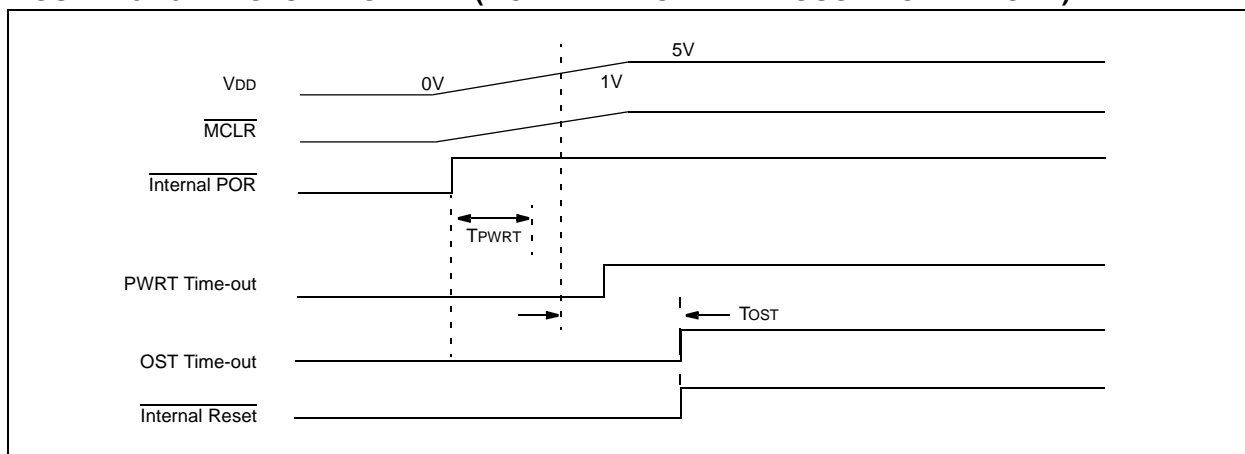 5V
VDD
0V
1V
MCLR
Internal POR
TPWRT
PWRT Time-out
TOST
OST Time-out
Internal Reset